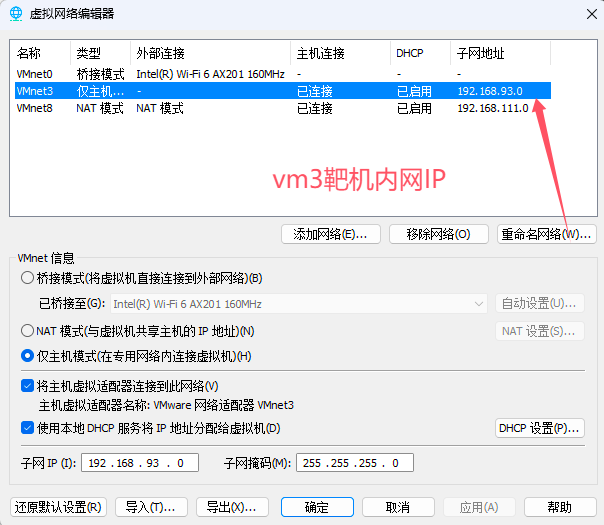 虚拟网络编辑器
名称 类型 外部连接 主机连接 DHCP 子网地址
VMnet0 桥接模式 Intel(R) Wi-Fi 6 AX201 160MHz - - -
VMnet3 仅主机... - 已连接 已启用 192.168.93.0
VMnet8 NAT 模式 NAT 模式 已连接 已启用 192.168.111.0
vm3靶机内网IP
添加网络(E)... 移除网络(O) 重命名网络(W)...
VMnet 信息
桥接模式(将虚拟机直接连接到外部网络)(B)
已桥接至(G): Intel(R) Wi-Fi 6 AX201 160MHz 自动设置(U)...
NAT 模式(与虚拟机共享主机的 IP 地址)(N) NAT 设置(S)...
仅主机模式(在专用网络内连接虚拟机)(H)
将主机虚拟适配器连接到此网络(V)
主机虚拟适配器名称: VMware 网络适配器 VMnet3
使用本地 DHCP 服务将 IP 地址分配给虚拟机(D) DHCP 设置(P)...
子网 IP (I): 192 . 168 . 93 . 0 子网掩码(M): 255 . 255 . 255 . 0
还原默认设置(R) 导入(T)... 导出(X)... 确定 取消 应用(A) 帮助